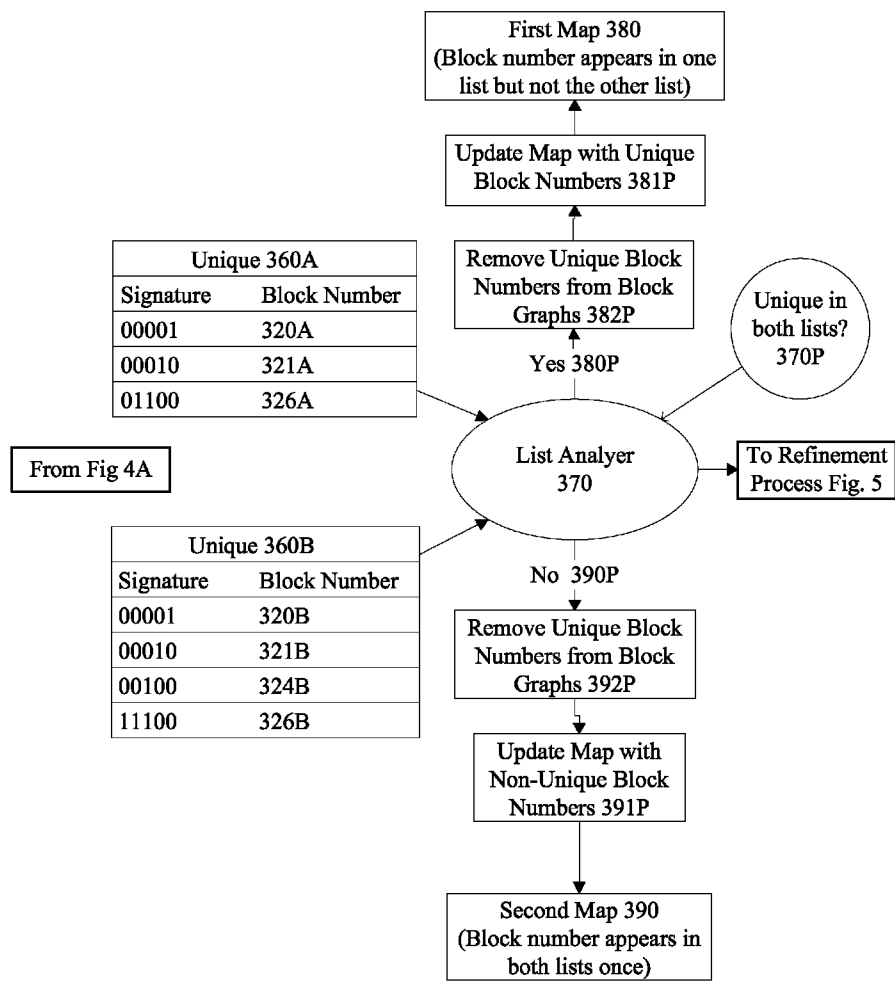 First Map 380
(Block number appears in one
list but not the other list)
Update Map with Unique
Block Numbers 381P
Remove Unique Block
Numbers from Block
Graphs 382P
Yes 380P
Unique in
both lists?
370P
Unique 360A
Signature Block Number
00001 320A
00010 321A
01100 326A
From Fig 4A
List Analyer
370
To Refinement
Process Fig. 5
Unique 360B
Signature Block Number
00001 320B
00010 321B
00100 324B
11100 326B
No 390P
Remove Unique Block
Numbers from Block
Graphs 392P
Update Map with
Non-Unique Block
Numbers 391P
Second Map 390
(Block number appears in
both lists once)